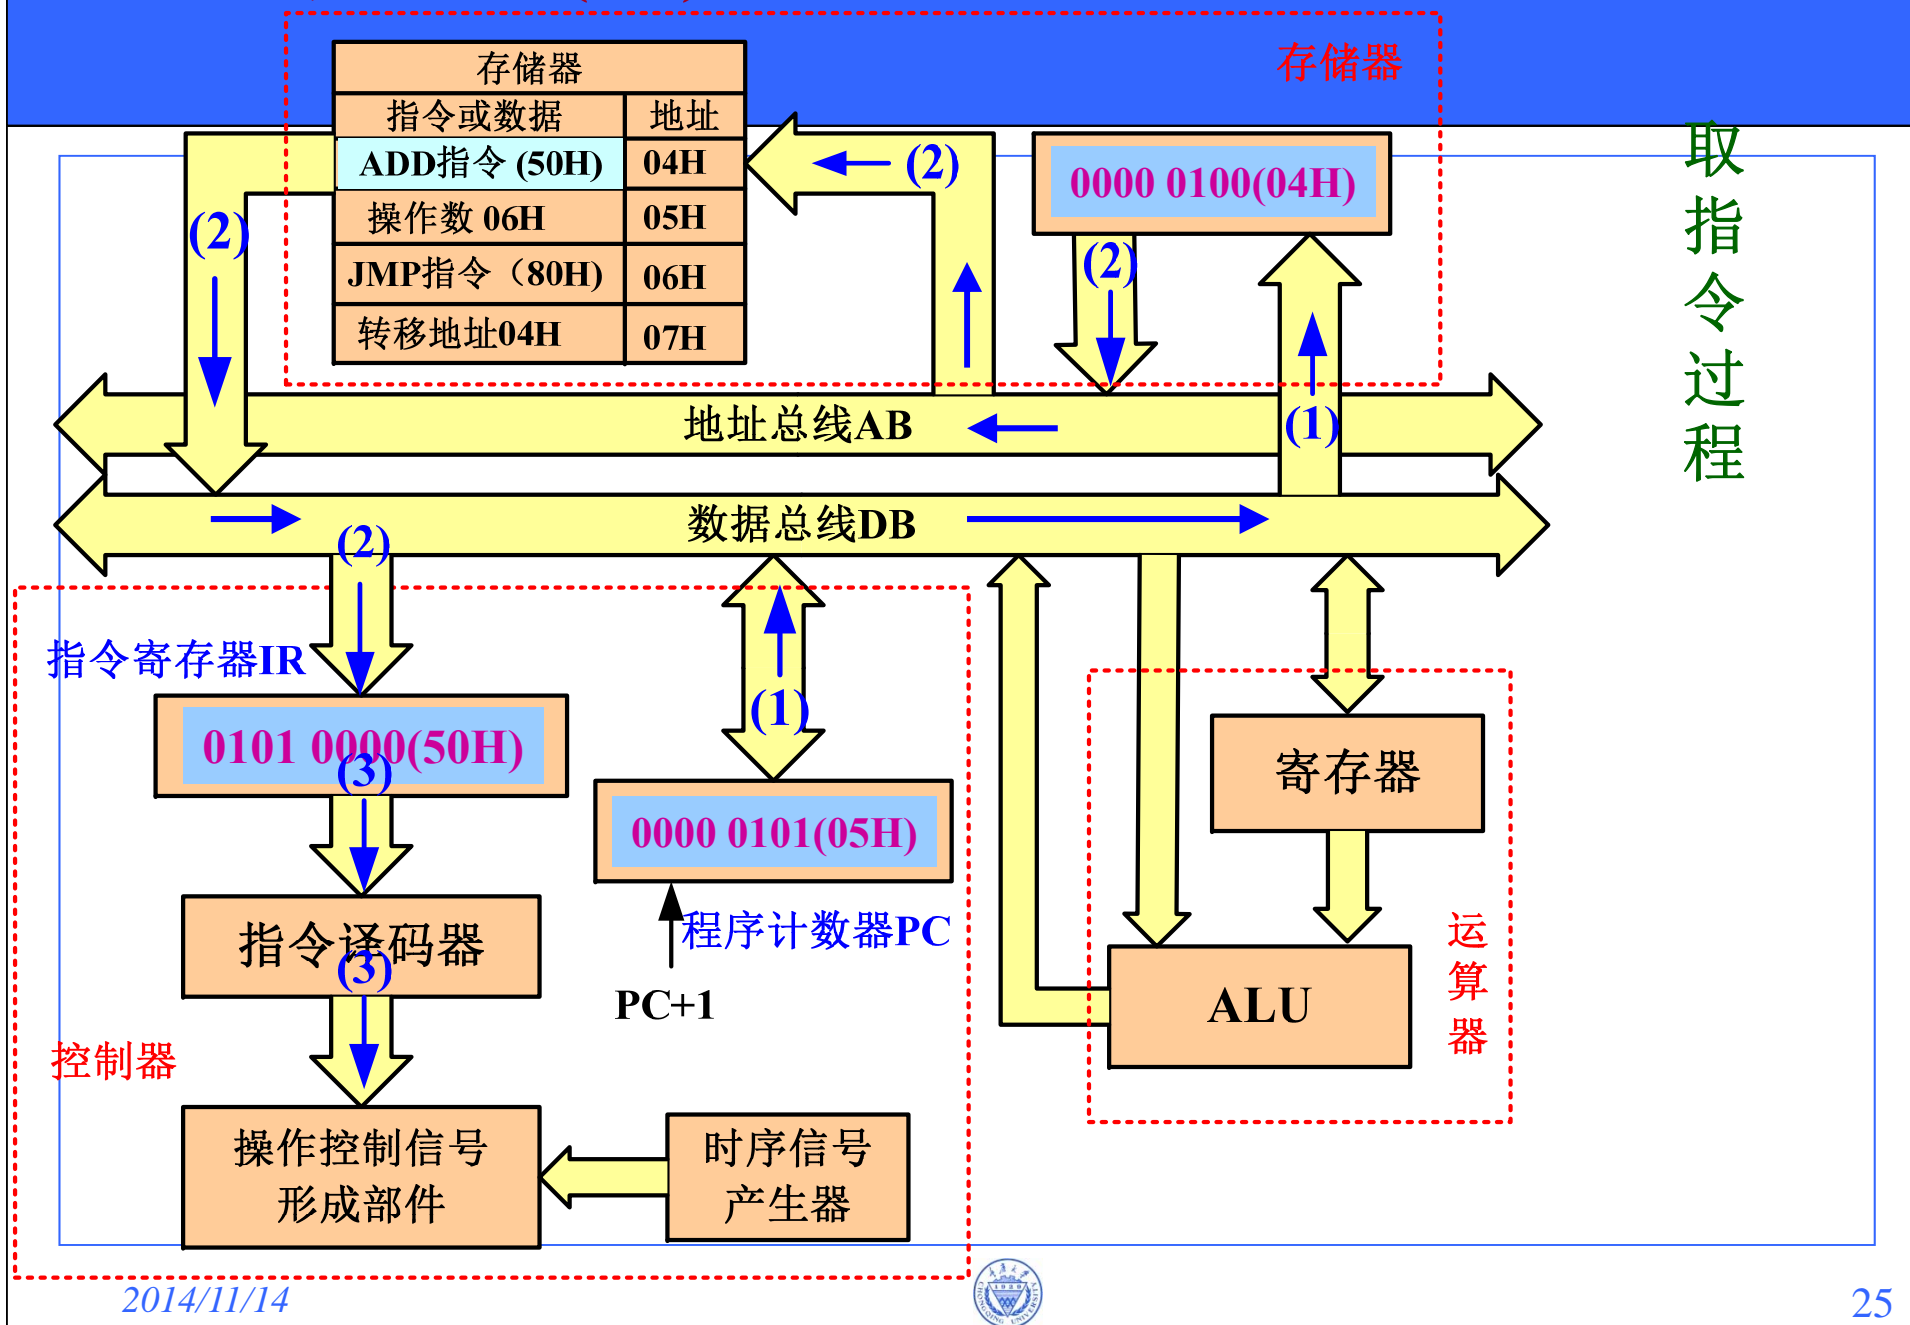 存储器
存储器
指令或数据 地址
ADD指令 (50H) 04H
操作数 06H 05H
JMP指令（80H) 06H
转移地址04H 07H
0000 0100(04H)
(2)
(2)
(2)
(1)
取指令过程
地址总线AB
数据总线DB
(2)
(1)
指令寄存器IR
0101 0000(50H)
(3)
0000 0101(05H)
程序计数器PC
PC+1
指令译码器
(3)
控制器
操作控制信号
形成部件
时序信号
产生器
寄存器
ALU
运算器
2014/11/14
25